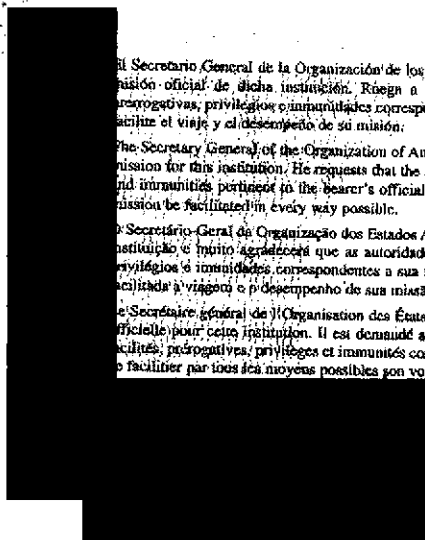 El Secretario General de la Organización de los
misión oficial de dicha institución. Ruega a
prerrogativas, privilegios e inmunidades corresp
facilite el viaje y el desempeño de su misión.
The Secretary General of the Organization of Am
mission for this institution. He requests that the
and immunities pertinent to the bearer's official
mission be facilitated in every way possible.
O Secretário-Geral da Organização dos Estados A
instituição e muito agradecerá que as autoridad
privilégios e imunidades correspondentes a sua
facilitada a viagem e o desempenho de sua missã
Le Secrétaire général de l'Organisation des État
officielle pour cette institution. Il est demandé a
facilités, prérogatives, privilèges et immunités co
e faciliter par tous les moyens possibles son vo